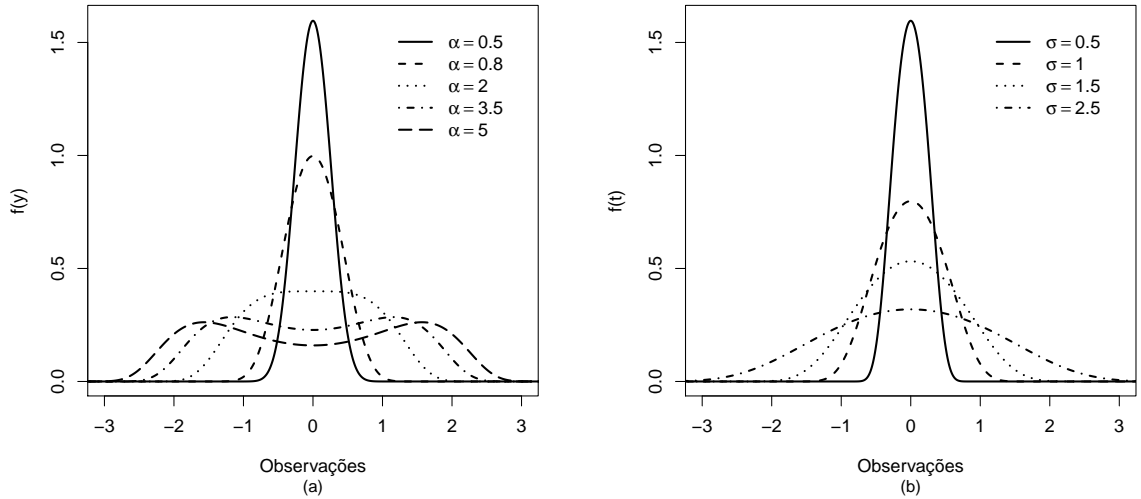 f(y)
0.0
0.5
1.0
1.5
α = 0.5
α = 0.8
α = 2
α = 3.5
α = 5
−3 −2 −1 0 1 2 3
Observações
(a)
f(t)
0.0
0.5
1.0
1.5
σ = 0.5
σ = 1
σ = 1.5
σ = 2.5
−3 −2 −1 0 1 2 3
Observações
(b)